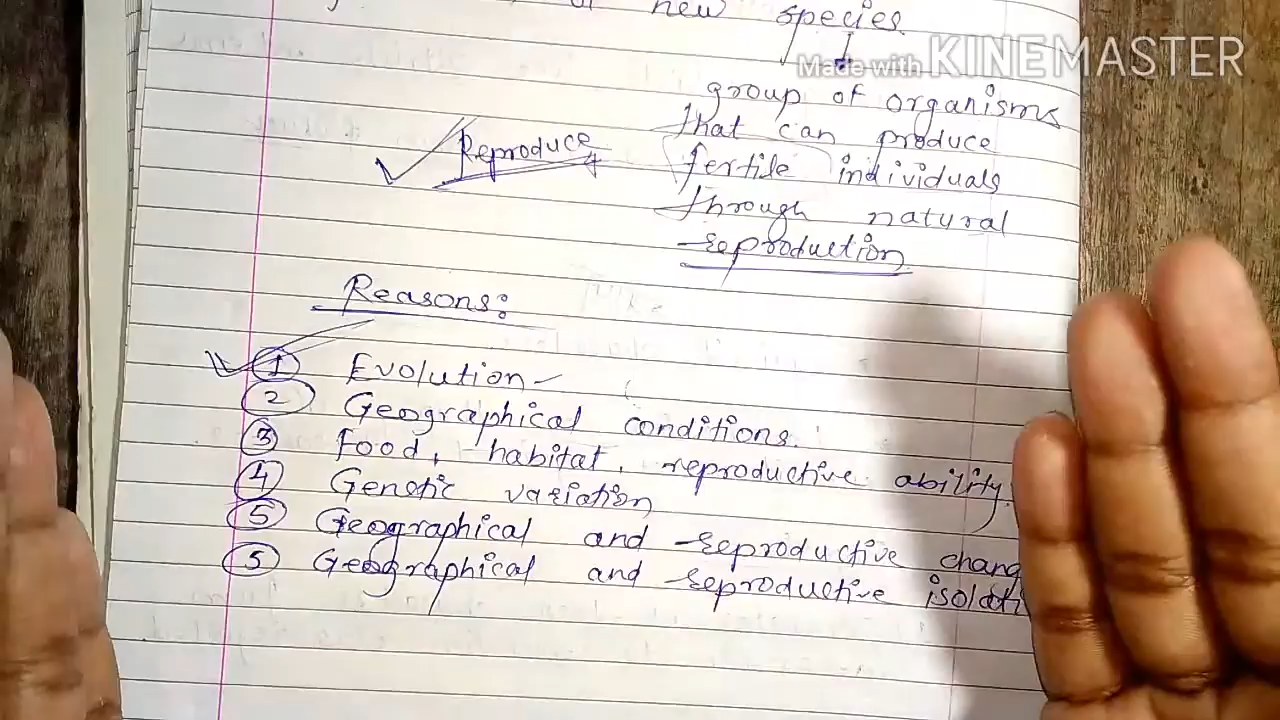 new species
Made with KINEMASTER
group of organisms
that can produce
Reproduce
fertile individuals
through natural
reproduction
Reasons:
1 Evolution-
2 Geographical conditions.
3 Food, habitat, reproductive ability.
4 Genetic variation
5 Geographical and reproductive chang
5 Geographical and reproductive isolati